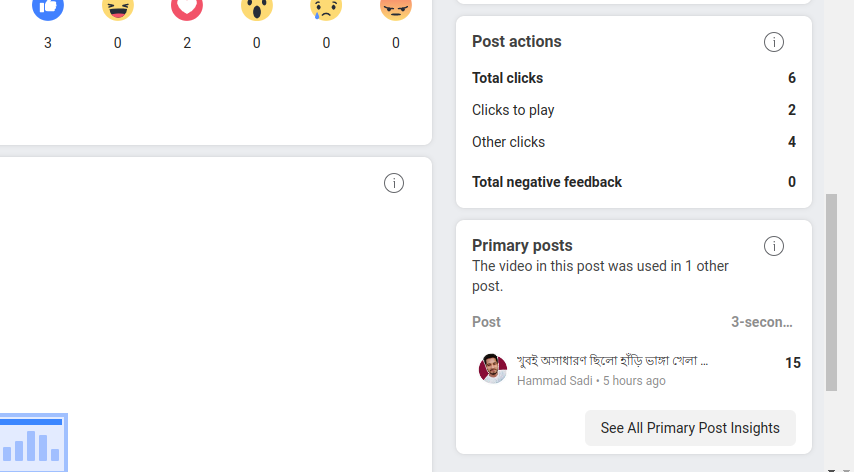 3 0 2 0 0 0
Post actions
Total clicks 6
Clicks to play 2
Other clicks 4
Total negative feedback 0
Primary posts
The video in this post was used in 1 other
post.
Post 3-secon...
খুবই অসাধারণ ছিলো হাঁড়ি ভাঙ্গা খেলা ...
15
Hammad Sadi • 5 hours ago
See All Primary Post Insights